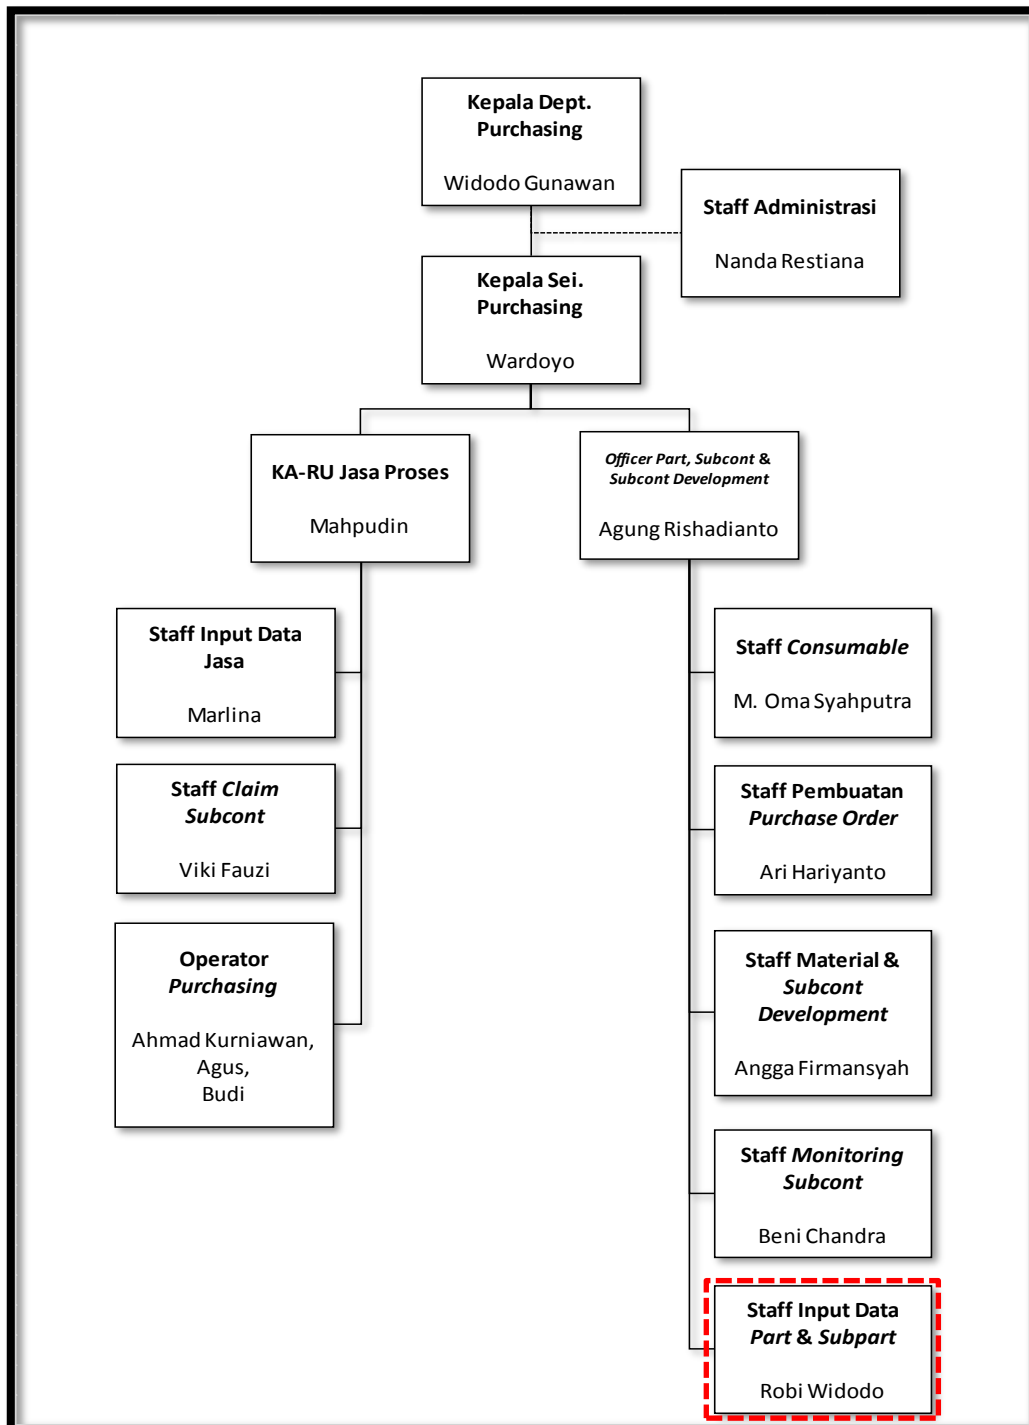 Kepala Dept.
Purchasing
Widodo Gunawan
Staff Administrasi
Nanda Restiana
Kepala Sei.
Purchasing
Wardoyo
KA-RU Jasa Proses
Mahpudin
Officer Part, Subcont &
Subcont Development
Agung Rishadianto
Staff Input Data
Jasa
Marlina
Staff Claim
Subcont
Viki Fauzi
Operator
Purchasing
Ahmad Kurniawan,
Agus,
Budi
Staff Consumable
M. Oma Syahputra
Staff Pembuatan
Purchase Order
Ari Hariyanto
Staff Material &
Subcont
Development
Angga Firmansyah
Staff Monitoring
Subcont
Beni Chandra
Staff Input Data
Part & Subpart
Robi Widodo